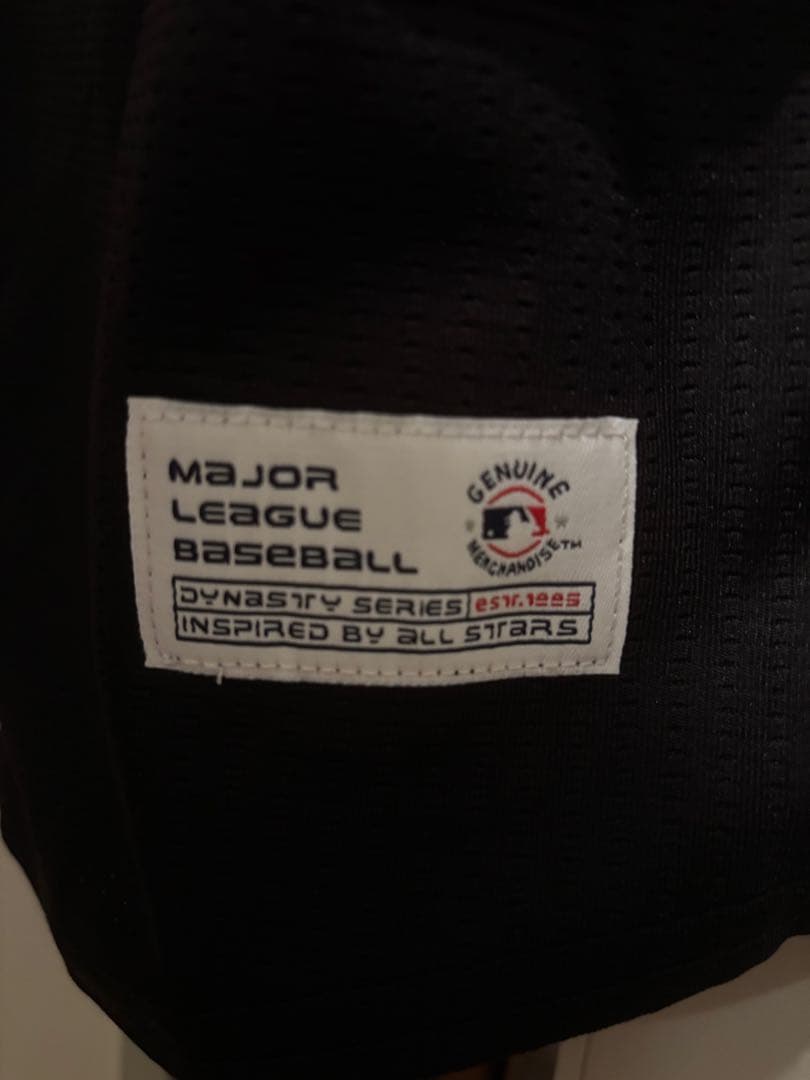 MaJOR
LEaGUE
BaSEBaLL
GENUINE
MERCHANDISE™
DYNaSTY SERIES
INSPIRED BY aLL STaRS